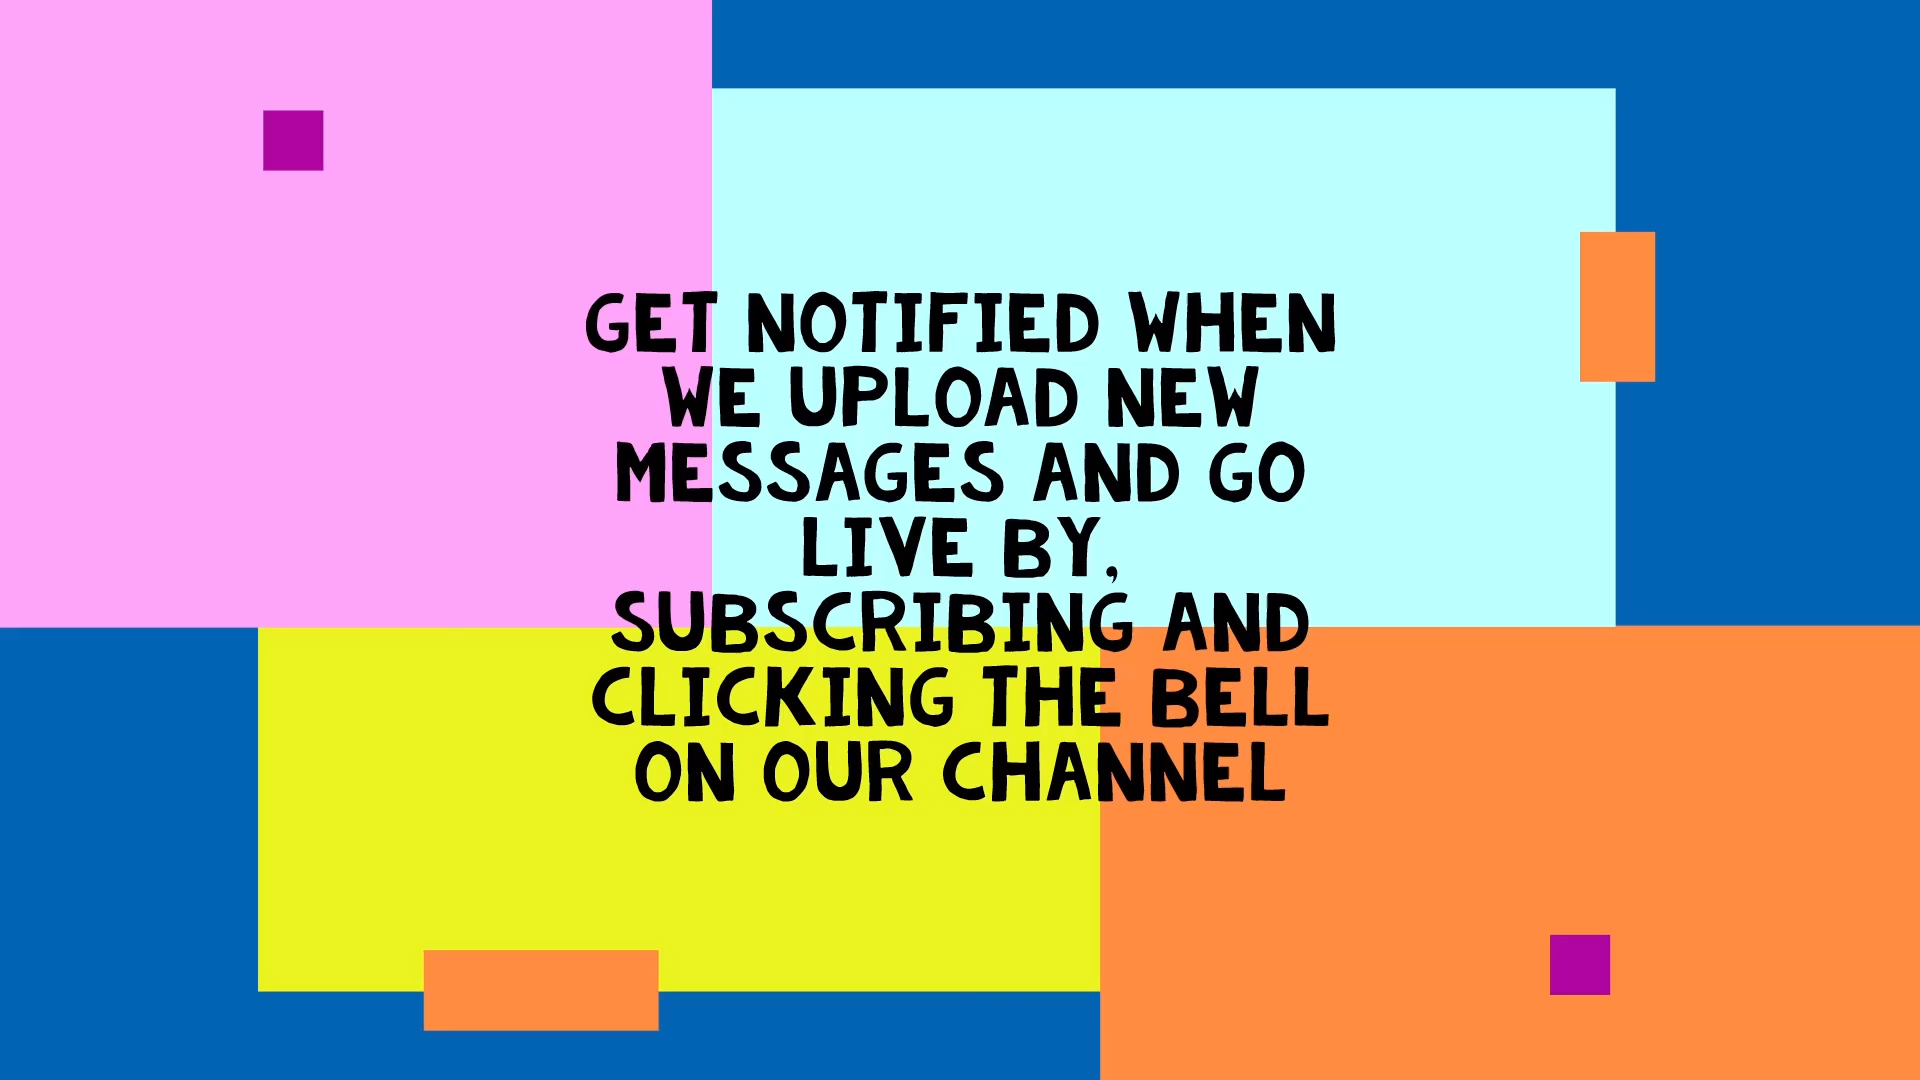 GET NOTIFIED WHEN
WE UPLOAD NEW
MESSAGES AND GO
LIVE BY,
SUBSCRIBING AND
CLICKING THE BELL
ON OUR CHANNEL